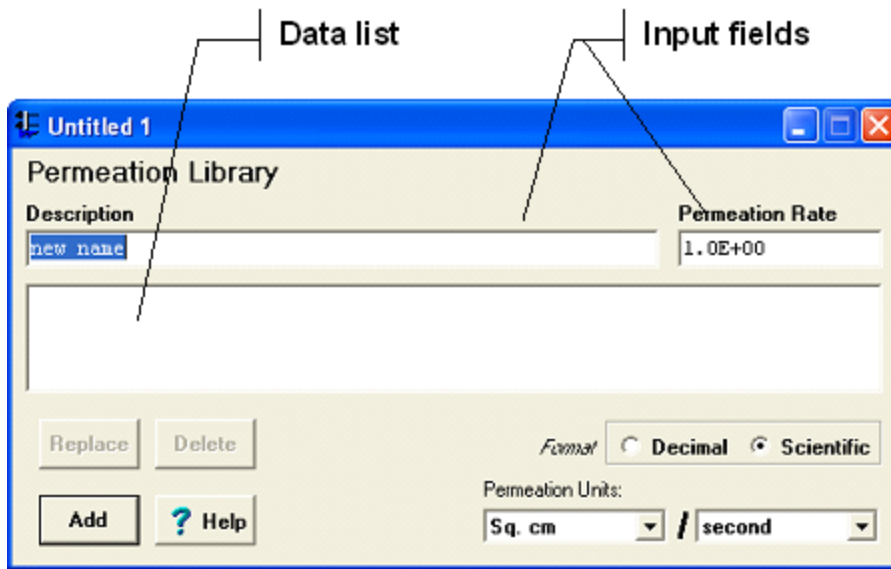 Data list Input fields
Untitled 1
Permeation Library
Description Permeation Rate
new name 1.0E+00
Replace Delete Format Decimal Scientific
Permeation Units:
Add ? Help Sq. cm / second